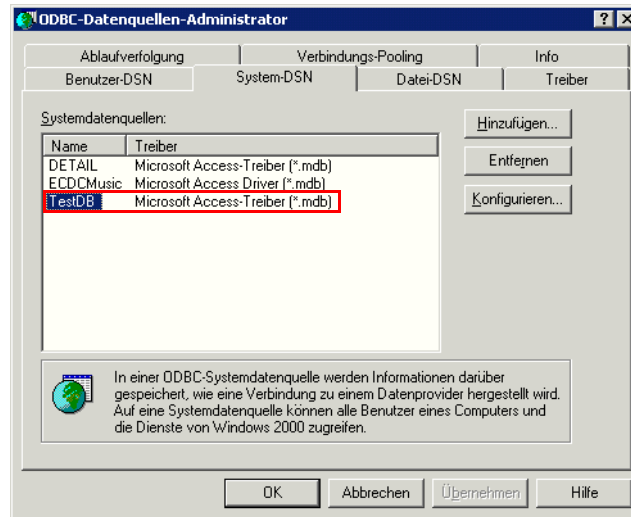 ODBC-Datenquellen-Administrator
Ablaufverfolgung Verbindungs-Pooling Info
Benutzer-DSN System-DSN Datei-DSN Treiber
Systemdatenquellen:
Name Treiber
DETAIL Microsoft Access-Treiber (*.mdb)
ECDCMusic Microsoft Access Driver (*.mdb)
TestDB Microsoft Access-Treiber (*.mdb)
Hinzufügen...
Entfernen
Konfigurieren...
In einer ODBC-Systemdatenquelle werden Informationen darüber
gespeichert, wie eine Verbindung zu einem Datenprovider hergestellt wird.
Auf eine Systemdatenquelle können alle Benutzer eines Computers und
die Dienste von Windows 2000 zugreifen.
OK Abbrechen Übernehmen Hilfe